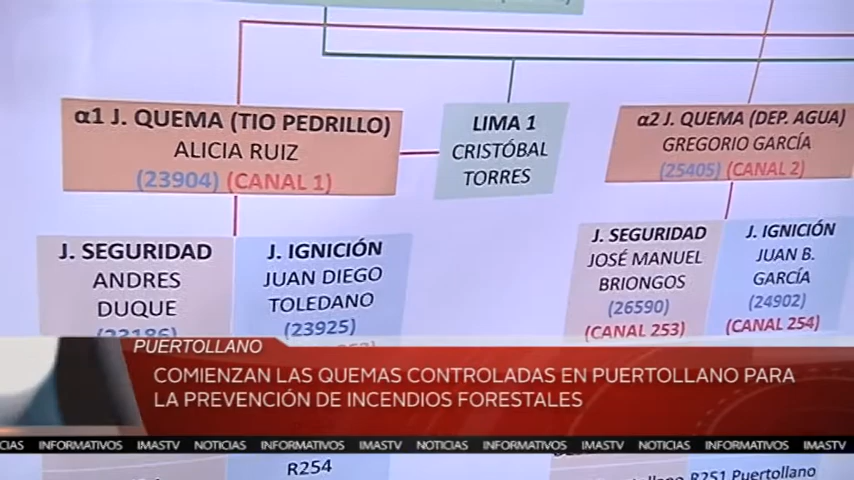 α1 J. QUEMA (TIO PEDRILLO)
ALICIA RUIZ
(23904) (CANAL 1)
LIMA 1
CRISTÓBAL
TORRES
α2 J. QUEMA (DEP. AGUA)
GREGORIO GARCÍA
(25405) (CANAL 2)
J. SEGURIDAD
ANDRES
DUQUE
(23186)
J. IGNICIÓN
JUAN DIEGO
TOLEDANO
(23925)
J. SEGURIDAD
JOSÉ MANUEL
BRIONGOS
(26590)
(CANAL 253)
J. IGNICIÓN
JUAN B.
GARCÍA
(24902)
(CANAL 254)
PUERTOLLANO
COMIENZAN LAS QUEMAS CONTROLADAS EN PUERTOLLANO PARA
LA PREVENCIÓN DE INCENDIOS FORESTALES
CIAS INFORMATIVOS IMASTV NOTICIAS INFORMATIVOS IMASTV NOTICIAS INFORMATIVOS IMASTV NOTICIAS INFORMATIVOS IMASTV
R254
R251 Puertollano